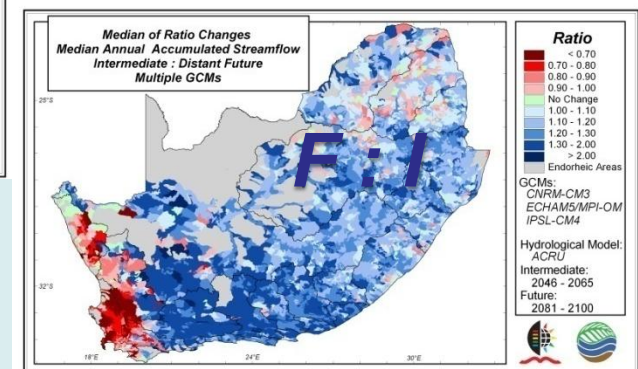 Median of Ratio Changes
Median Annual Accumulated Streamflow
Intermediate : Distant Future
Multiple GCMs
Ratio
< 0.70
0.70 - 0.80
0.80 - 0.90
0.90 - 1.00
No Change
1.00 - 1.10
1.10 - 1.20
1.20 - 1.30
1.30 - 2.00
> 2.00
Endorheic Areas
GCMs:
CNRM-CM3
ECHAM5/MPI-OM
IPSL-CM4
Hydrological Model:
ACRU
Intermediate:
2046 - 2065
Future:
2081 - 2100
F : I
25°S
32°S
18°E
24°E
30°E